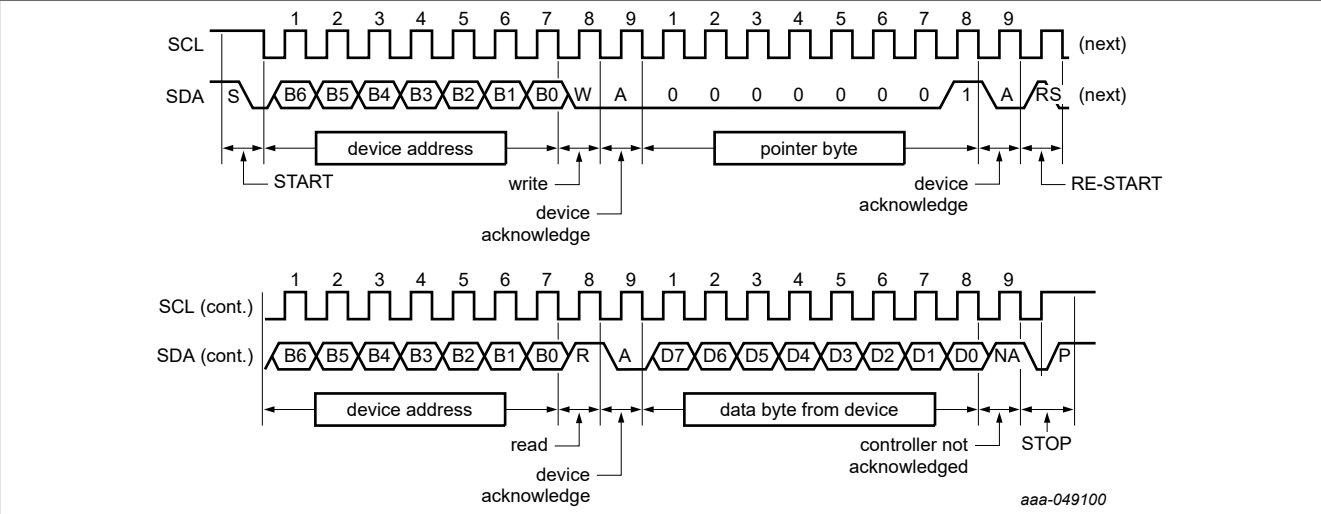 1 2 3 4 5 6 7 8 9 1 2 3 4 5 6 7 8 9
SCL (next)
SDA S B6 B5 B4 B3 B2 B1 B0 W A 0 0 0 0 0 0 0 1 A RS (next)
device address pointer byte
START write device RE-START
device acknowledge
acknowledge
1 2 3 4 5 6 7 8 9 1 2 3 4 5 6 7 8 9
SCL (cont.)
SDA (cont.) B6 B5 B4 B3 B2 B1 B0 R A D7 D6 D5 D4 D3 D2 D1 D0 NA P
device address data byte from device
read controller not STOP
device acknowledged
acknowledge
aaa-049100